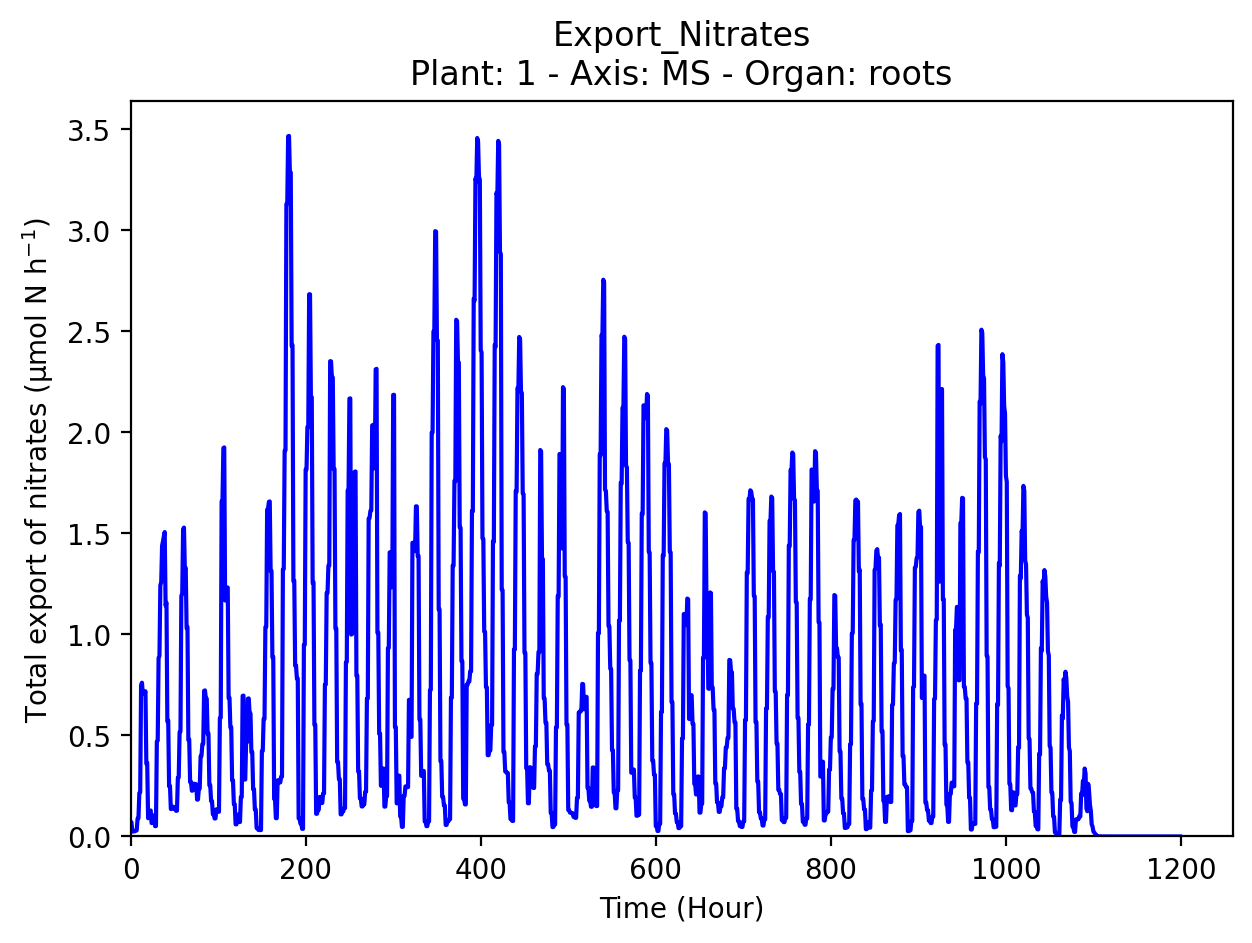 Export_Nitrates
Plant: 1 - Axis: MS - Organ: roots
Total export of nitrates (µmol N h⁻¹)
3.5
3.0
2.5
2.0
1.5
1.0
0.5
0.0
0 200 400 600 800 1000 1200
Time (Hour)